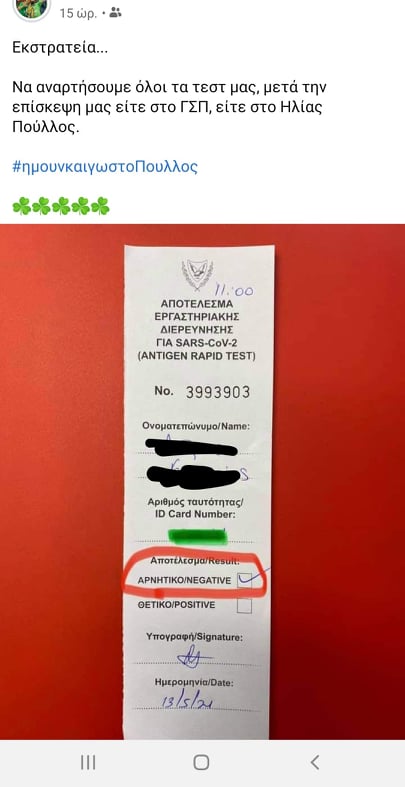 15 ώρ. •
Εκστρατεία...
Να αναρτήσουμε όλοι τα τεστ μας, μετά την
επίσκεψη μας είτε στο ΓΣΠ, είτε στο Ηλίας
Πούλλος.
#ημουνκαιγωστοΠουλλος
11:00
ΑΠΟΤΕΛΕΣΜΑ
ΕΡΓΑΣΤΗΡΙΑΚΗΣ
ΔΙΕΡΕΥΝΗΣΗΣ
ΓΙΑ SARS-CoV-2
(ANTIGEN RAPID TEST)
No. 3993903
Ονοματεπώνυμο/Name:
Αριθμός ταυτότητας/
ID Card Number:
Αποτέλεσμα/Result:
ΑΡΝΗΤΙΚΟ/NEGATIVE
ΘΕΤΙΚΟ/POSITIVE
Υπογραφή/Signature:
Ημερομηνία/Date:
13/5/21